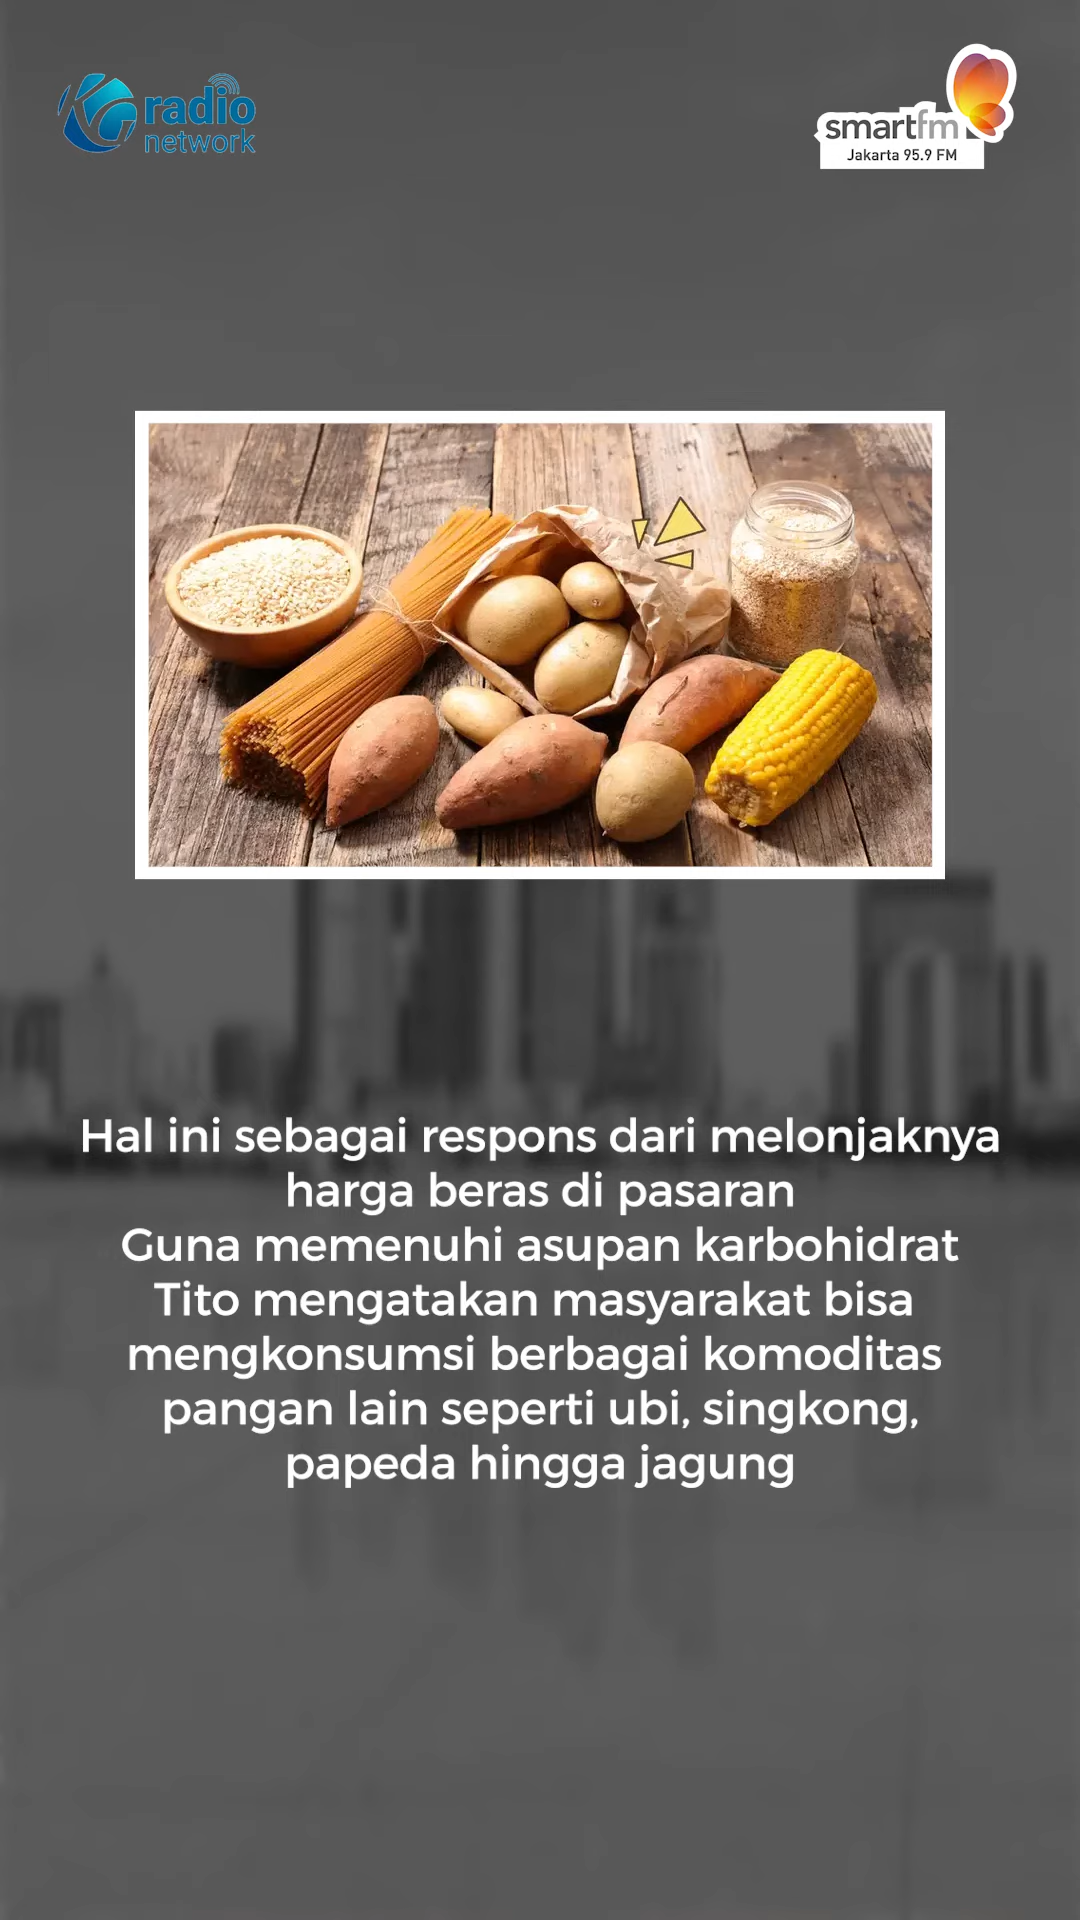 radio
network
smartfm
Jakarta 95.9 FM
Hal ini sebagai respons dari melonjaknya
harga beras di pasaran
Guna memenuhi asupan karbohidrat
Tito mengatakan masyarakat bisa
mengkonsumsi berbagai komoditas
pangan lain seperti ubi, singkong,
papeda hingga jagung